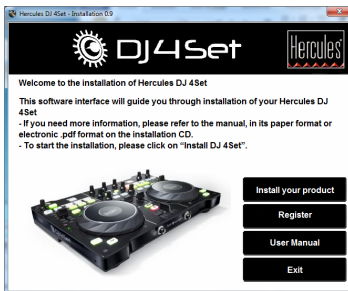 Hercules DJ 4Set - Installation 0.9
DJ4Set
Hercules
Welcome to the installation of Hercules DJ 4Set
This software interface will guide you through installation of your Hercules DJ
4Set
- If you need more information, please refer to the manual, in its paper format or
electronic .pdf format on the installation CD.
- To start the installation, please click on “Install DJ 4Set”.
Install your product
Register
User Manual
Exit